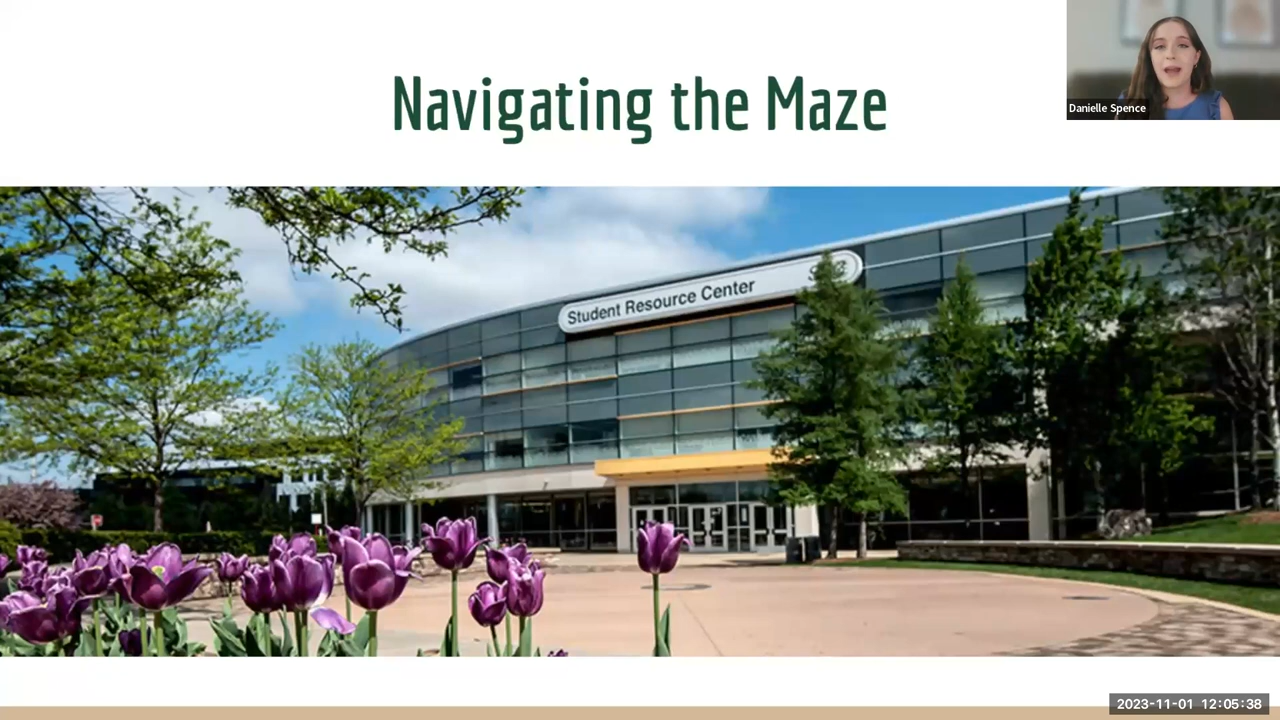 Navigating the Maze
Danielle Spence
Student Resource Center
2023-11-01 12:05:38